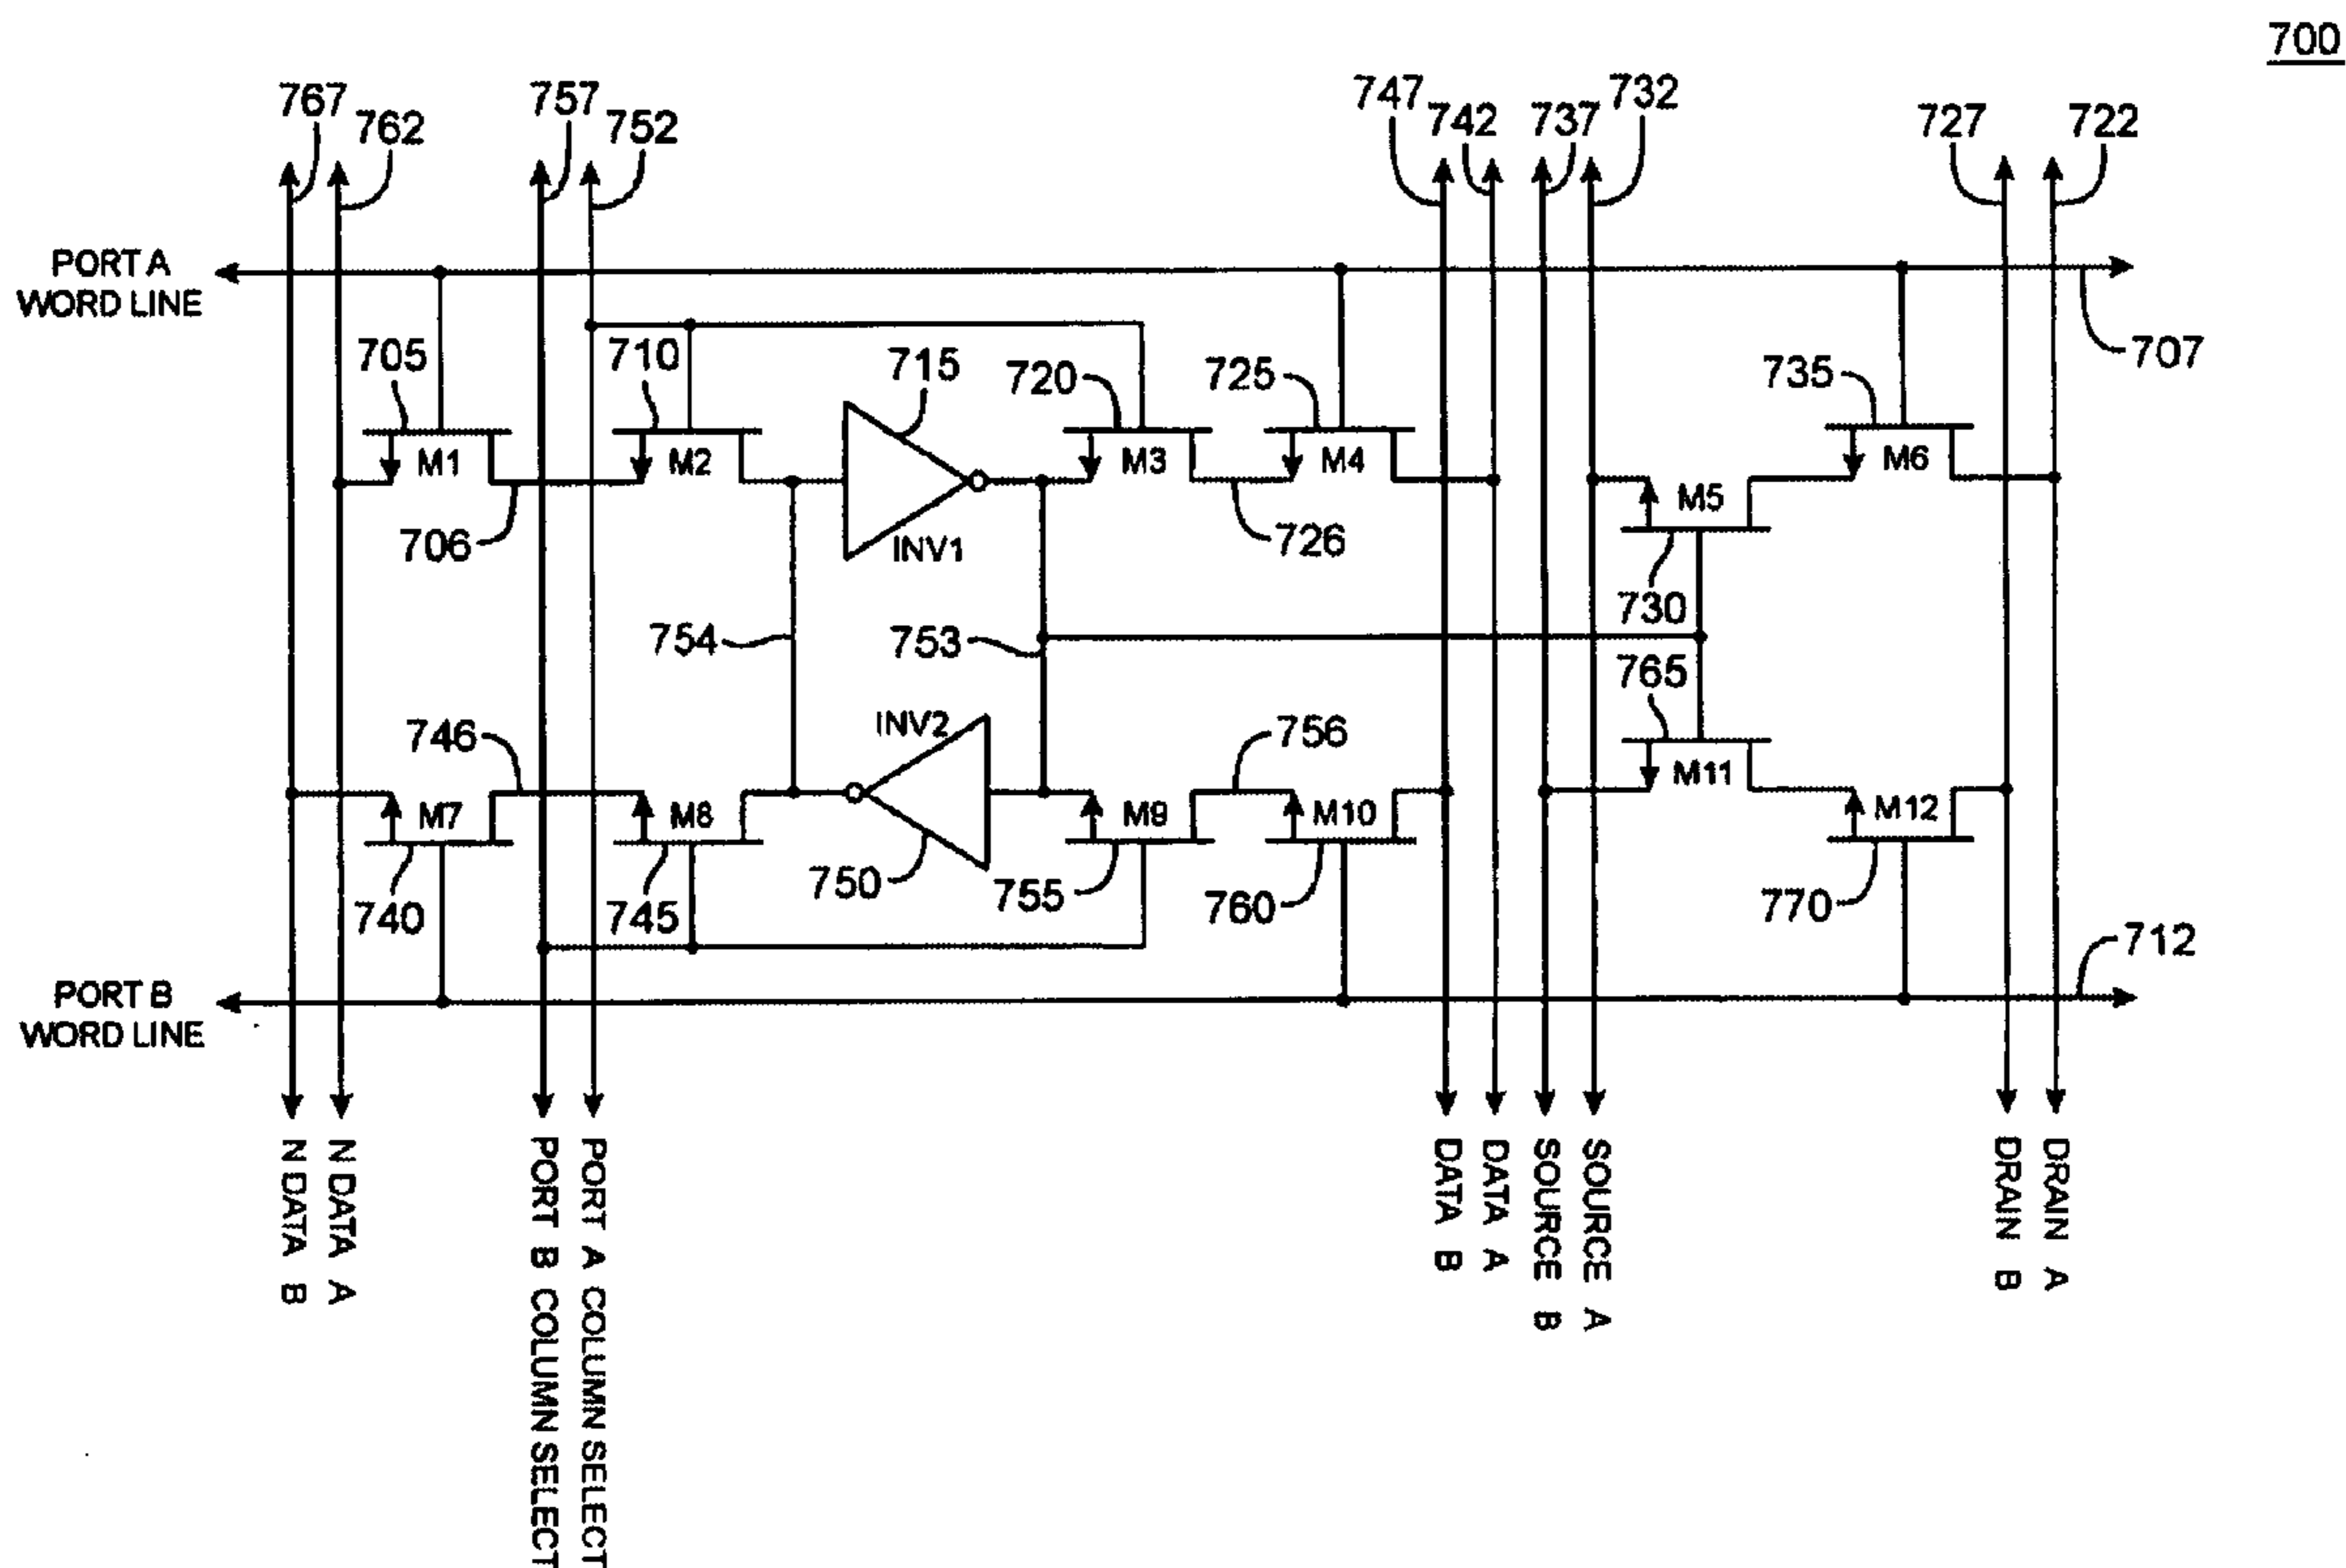 700
767
762
757
752
747
742
737
732
727
722
PORT A
WORD LINE
707
705
710
715
720
725
735
M1
M2
INV1
M3
M4
M5
M6
706
726
730
754
753
765
746
INV2
756
M7
M8
M9
M10
M11
M12
740
745
750
755
760
770
712
PORT B
WORD LINE
N DATA B
N DATA A
PORT B COLUMN SELECT
PORT A COLUMN SELECT
DATA B
DATA A
SOURCE B
SOURCE A
DRAIN B
DRAIN A